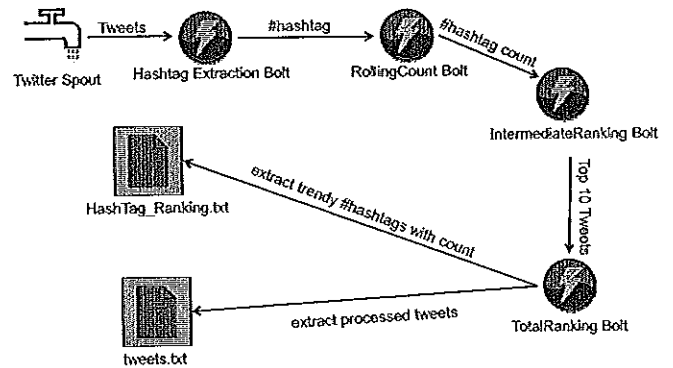 Tweets
#hashtag
#hashtag count
Twitter Spout
Hashtag Extraction Bolt
RollingCount Bolt
IntermediateRanking Bolt
Top 10 Tweets
extract trendy #hashtags with count
HashTag_Ranking.txt
extract processed tweets
TotalRanking Bolt
tweets.txt